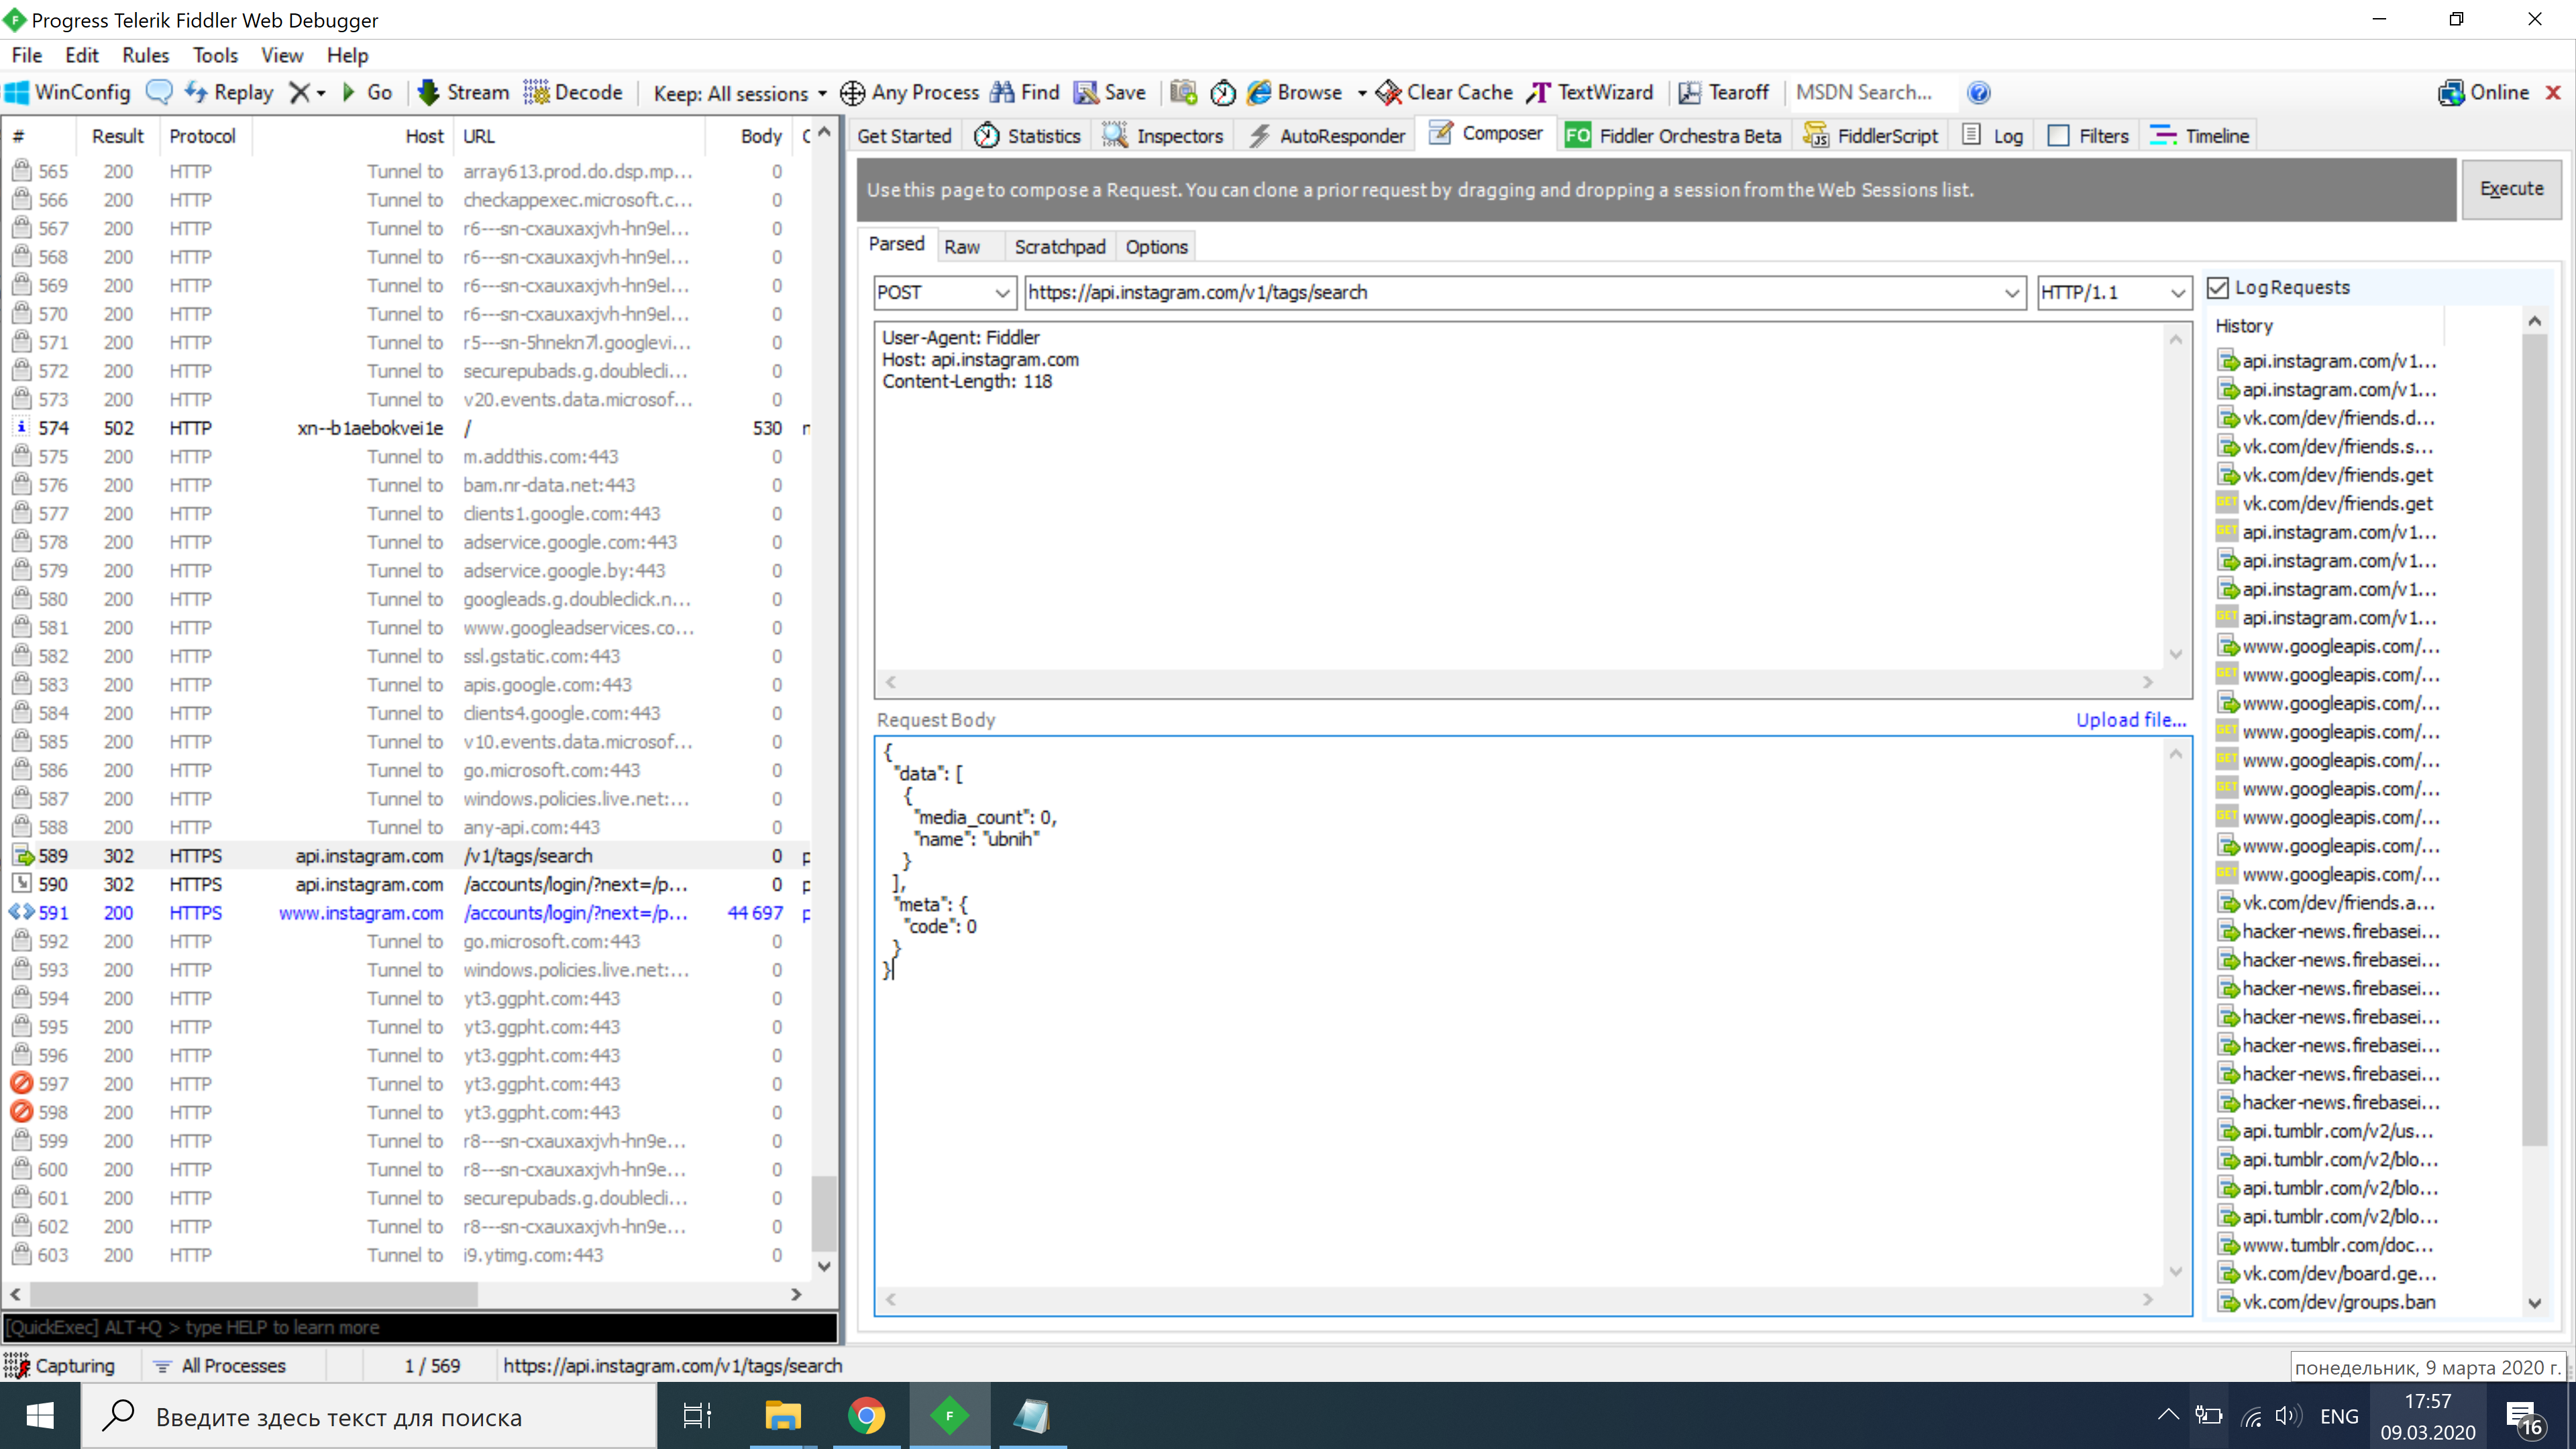 Progress Telerik Fiddler Web Debugger
File Edit Rules Tools View Help
WinConfig Replay Go Stream Decode Keep: All sessions Any Process Find Save Browse Clear Cache TextWizard Tearoff MSDN Search... Online
# Result Protocol Host URL Body
565 200 HTTP Tunnel to array613.prod.do.dsp.mp... 0
566 200 HTTP Tunnel to checkappexec.microsoft.c... 0
567 200 HTTP Tunnel to r6---sn-cxauxaxjvh-hn9el... 0
568 200 HTTP Tunnel to r6---sn-cxauxaxjvh-hn9el... 0
569 200 HTTP Tunnel to r6---sn-cxauxaxjvh-hn9el... 0
570 200 HTTP Tunnel to r6---sn-cxauxaxjvh-hn9el... 0
571 200 HTTP Tunnel to r5---sn-5hnekn7l.googlevi... 0
572 200 HTTP Tunnel to securepubads.g.doublecli... 0
573 200 HTTP Tunnel to v20.events.data.microsof... 0
574 502 HTTP xn--b1aebokvei1e / 530
575 200 HTTP Tunnel to m.addthis.com:443 0
576 200 HTTP Tunnel to bam.nr-data.net:443 0
577 200 HTTP Tunnel to clients1.google.com:443 0
578 200 HTTP Tunnel to adservice.google.com:443 0
579 200 HTTP Tunnel to adservice.google.by:443 0
580 200 HTTP Tunnel to googleads.g.doubleclick.n... 0
581 200 HTTP Tunnel to www.googleadservices.co... 0
582 200 HTTP Tunnel to ssl.gstatic.com:443 0
583 200 HTTP Tunnel to apis.google.com:443 0
584 200 HTTP Tunnel to clients4.google.com:443 0
585 200 HTTP Tunnel to v10.events.data.microsof... 0
586 200 HTTP Tunnel to go.microsoft.com:443 0
587 200 HTTP Tunnel to windows.policies.live.net:... 0
588 200 HTTP Tunnel to any-api.com:443 0
589 302 HTTPS api.instagram.com /v1/tags/search 0
590 302 HTTPS api.instagram.com /accounts/login/?next=/p... 0
591 200 HTTPS www.instagram.com /accounts/login/?next=/p... 44 697
592 200 HTTP Tunnel to go.microsoft.com:443 0
593 200 HTTP Tunnel to windows.policies.live.net:... 0
594 200 HTTP Tunnel to yt3.ggpht.com:443 0
595 200 HTTP Tunnel to yt3.ggpht.com:443 0
596 200 HTTP Tunnel to yt3.ggpht.com:443 0
597 200 HTTP Tunnel to yt3.ggpht.com:443 0
598 200 HTTP Tunnel to yt3.ggpht.com:443 0
599 200 HTTP Tunnel to r8---sn-cxauxaxjvh-hn9e... 0
600 200 HTTP Tunnel to r8---sn-cxauxaxjvh-hn9e... 0
601 200 HTTP Tunnel to securepubads.g.doublecli... 0
602 200 HTTP Tunnel to r8---sn-cxauxaxjvh-hn9e... 0
603 200 HTTP Tunnel to i9.ytimg.com:443 0
[QuickExec] ALT+Q > type HELP to learn more
Get Started Statistics Inspectors AutoResponder Composer FO Fiddler Orchestra Beta FiddlerScript Log Filters Timeline
Use this page to compose a Request. You can clone a prior request by dragging and dropping a session from the Web Sessions list.
Execute
Parsed Raw Scratchpad Options
POST https://api.instagram.com/v1/tags/search HTTP/1.1
User-Agent: Fiddler
Host: api.instagram.com
Content-Length: 118
Request Body Upload file...
{
"data": [
{
"media_count": 0,
"name": "ubnih"
}
],
"meta": {
"code": 0
}
}
Log Requests
History
api.instagram.com/v1...
api.instagram.com/v1...
vk.com/dev/friends.d...
vk.com/dev/friends.s...
vk.com/dev/friends.get
GET vk.com/dev/friends.get
GET api.instagram.com/v1...
api.instagram.com/v1...
api.instagram.com/v1...
GET api.instagram.com/v1...
www.googleapis.com/...
GET www.googleapis.com/...
www.googleapis.com/...
GET www.googleapis.com/...
GET www.googleapis.com/...
GET www.googleapis.com/...
GET www.googleapis.com/...
www.googleapis.com/...
GET www.googleapis.com/...
vk.com/dev/friends.a...
hacker-news.firebasei...
hacker-news.firebasei...
hacker-news.firebasei...
hacker-news.firebasei...
hacker-news.firebasei...
hacker-news.firebasei...
hacker-news.firebasei...
api.tumblr.com/v2/us...
api.tumblr.com/v2/blo...
api.tumblr.com/v2/blo...
api.tumblr.com/v2/blo...
www.tumblr.com/doc...
vk.com/dev/board.ge...
vk.com/dev/groups.ban
Capturing All Processes 1 / 569 https://api.instagram.com/v1/tags/search
понедельник, 9 марта 2020 г.
Введите здесь текст для поиска
ENG
17:57
09.03.2020
16